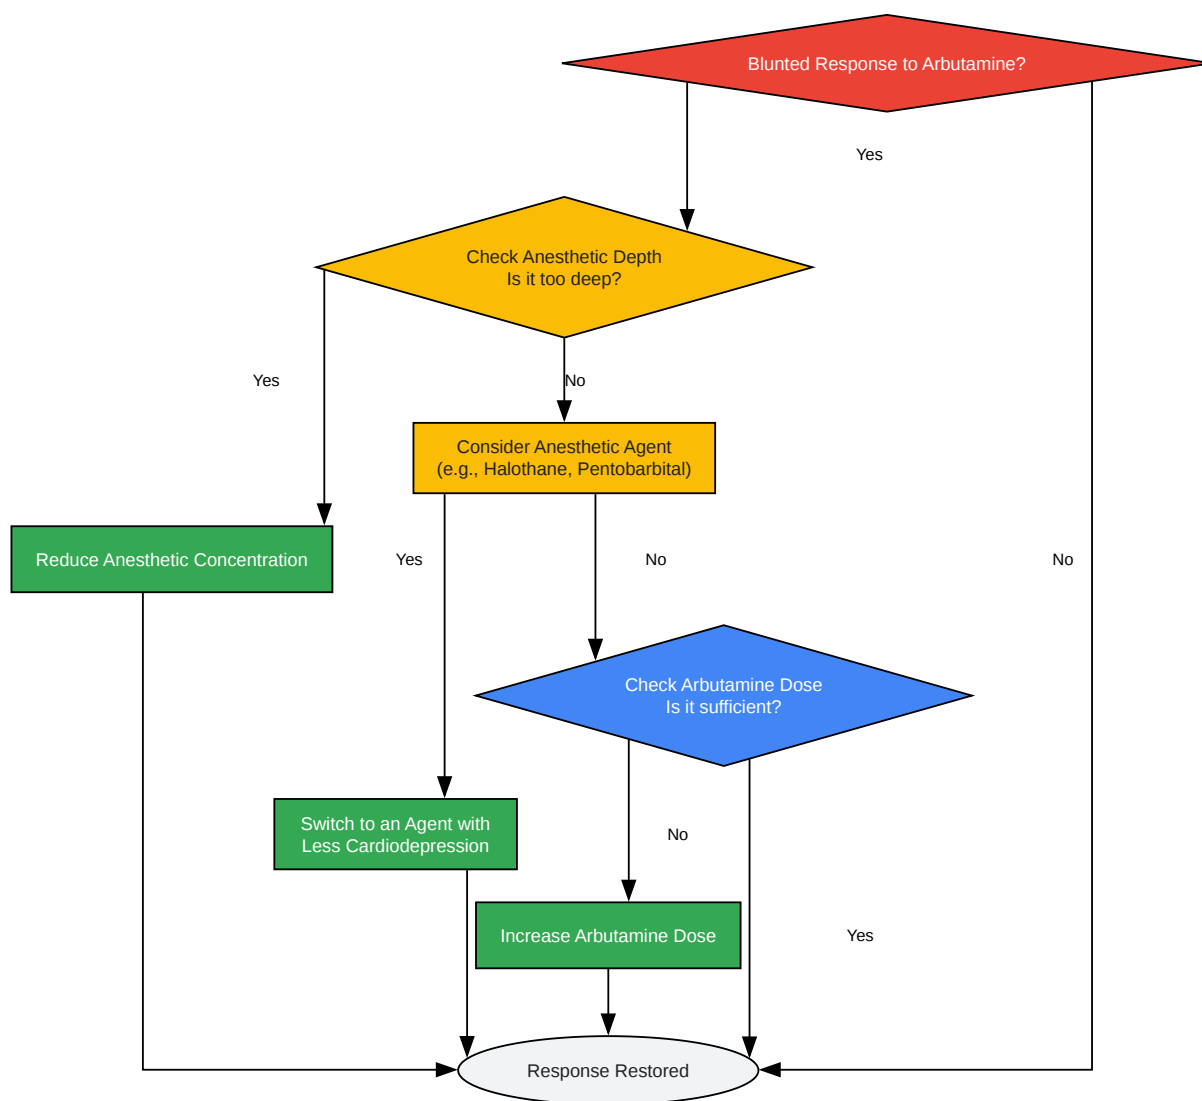 Blunted Response to Arbutamine?
Yes
Check Anesthetic Depth
Is it too deep?
Yes
No
Consider Anesthetic Agent
(e.g., Halothane, Pentobarbital)
Reduce Anesthetic Concentration
Yes
No
No
Check Arbutamine Dose
Is it sufficient?
Switch to an Agent with
Less Cardiodepression
No
Increase Arbutamine Dose
Yes
Response Restored